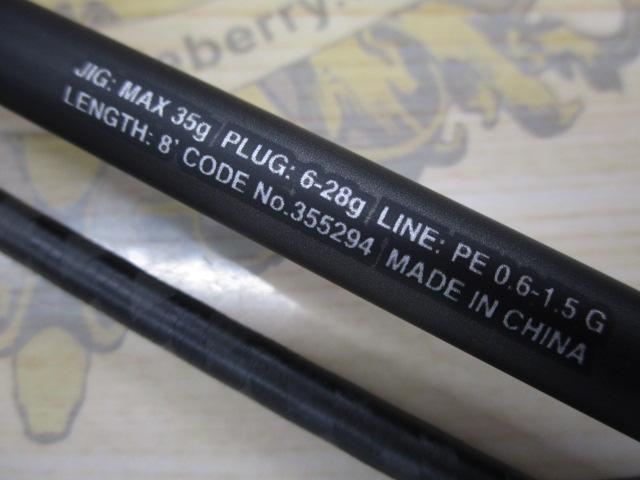 eberry.
JIG: MAX 35g PLUG: 6-28g LINE: PE 0.6-1.5 G
LENGTH: 8' CODE No.355294 MADE IN CHINA